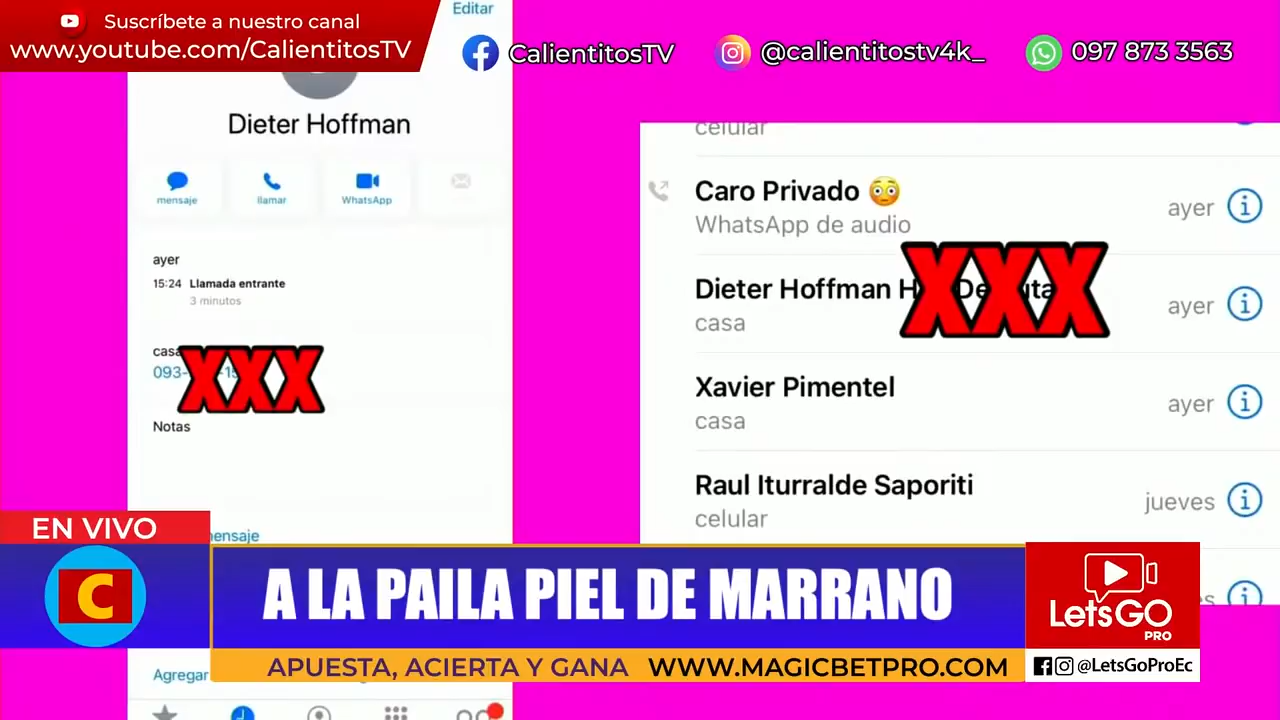 Suscríbete a nuestro canal
www.youtube.com/CalientitosTV
CalientitosTV
@calientitostv4k_
097 873 3563
Editar
Dieter Hoffman
mensaje
llamar
WhatsApp
ayer
15:24 Llamada entrante
3 minutos
casa
093-
XXX
Notas
mensaje
Agregar
celular
Caro Privado 😳
WhatsApp de audio
ayer
Dieter Hoffman
XXX
casa
ayer
Xavier Pimentel
casa
ayer
Raul Iturralde Saporiti
celular
jueves
EN VIVO
C
A LA PAILA PIEL DE MARRANO
APUESTA, ACIERTA Y GANA WWW.MAGICBETPRO.COM
LetsGO
PRO
@LetsGoProEc